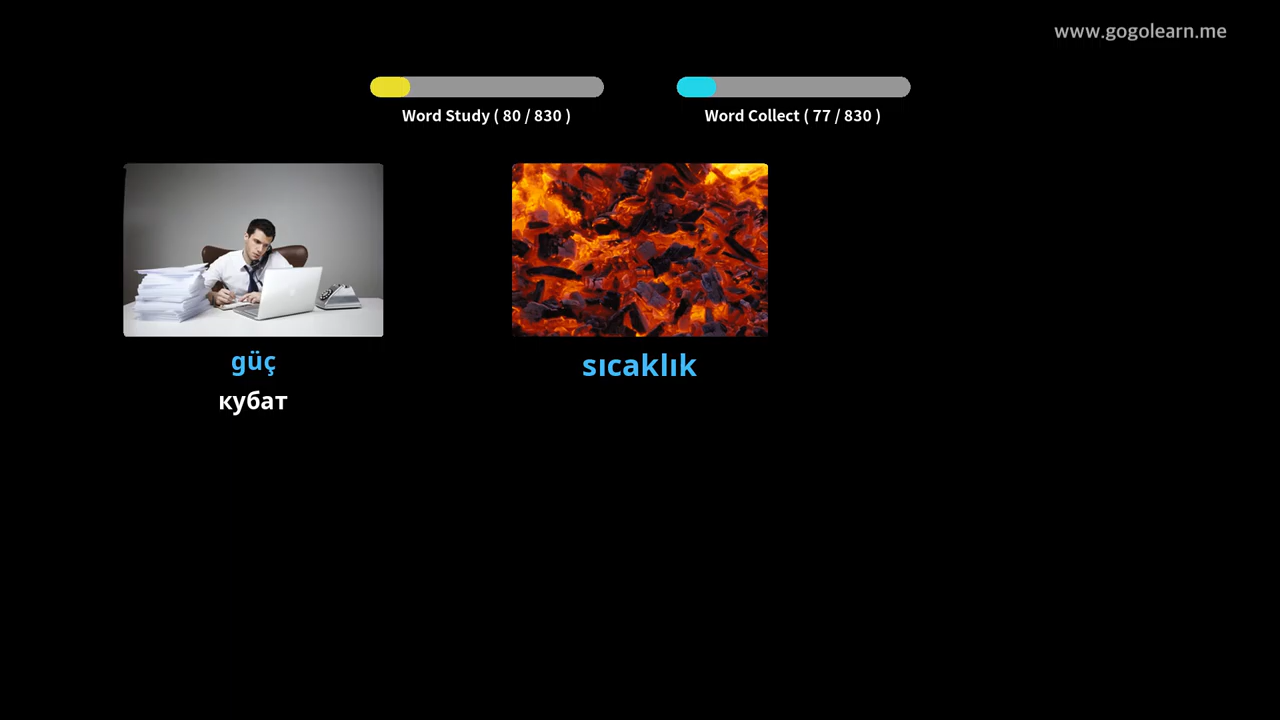 www.gogolearn.me
Word Study ( 80 / 830 )
Word Collect ( 77 / 830 )
güç
кубат
sıcaklık